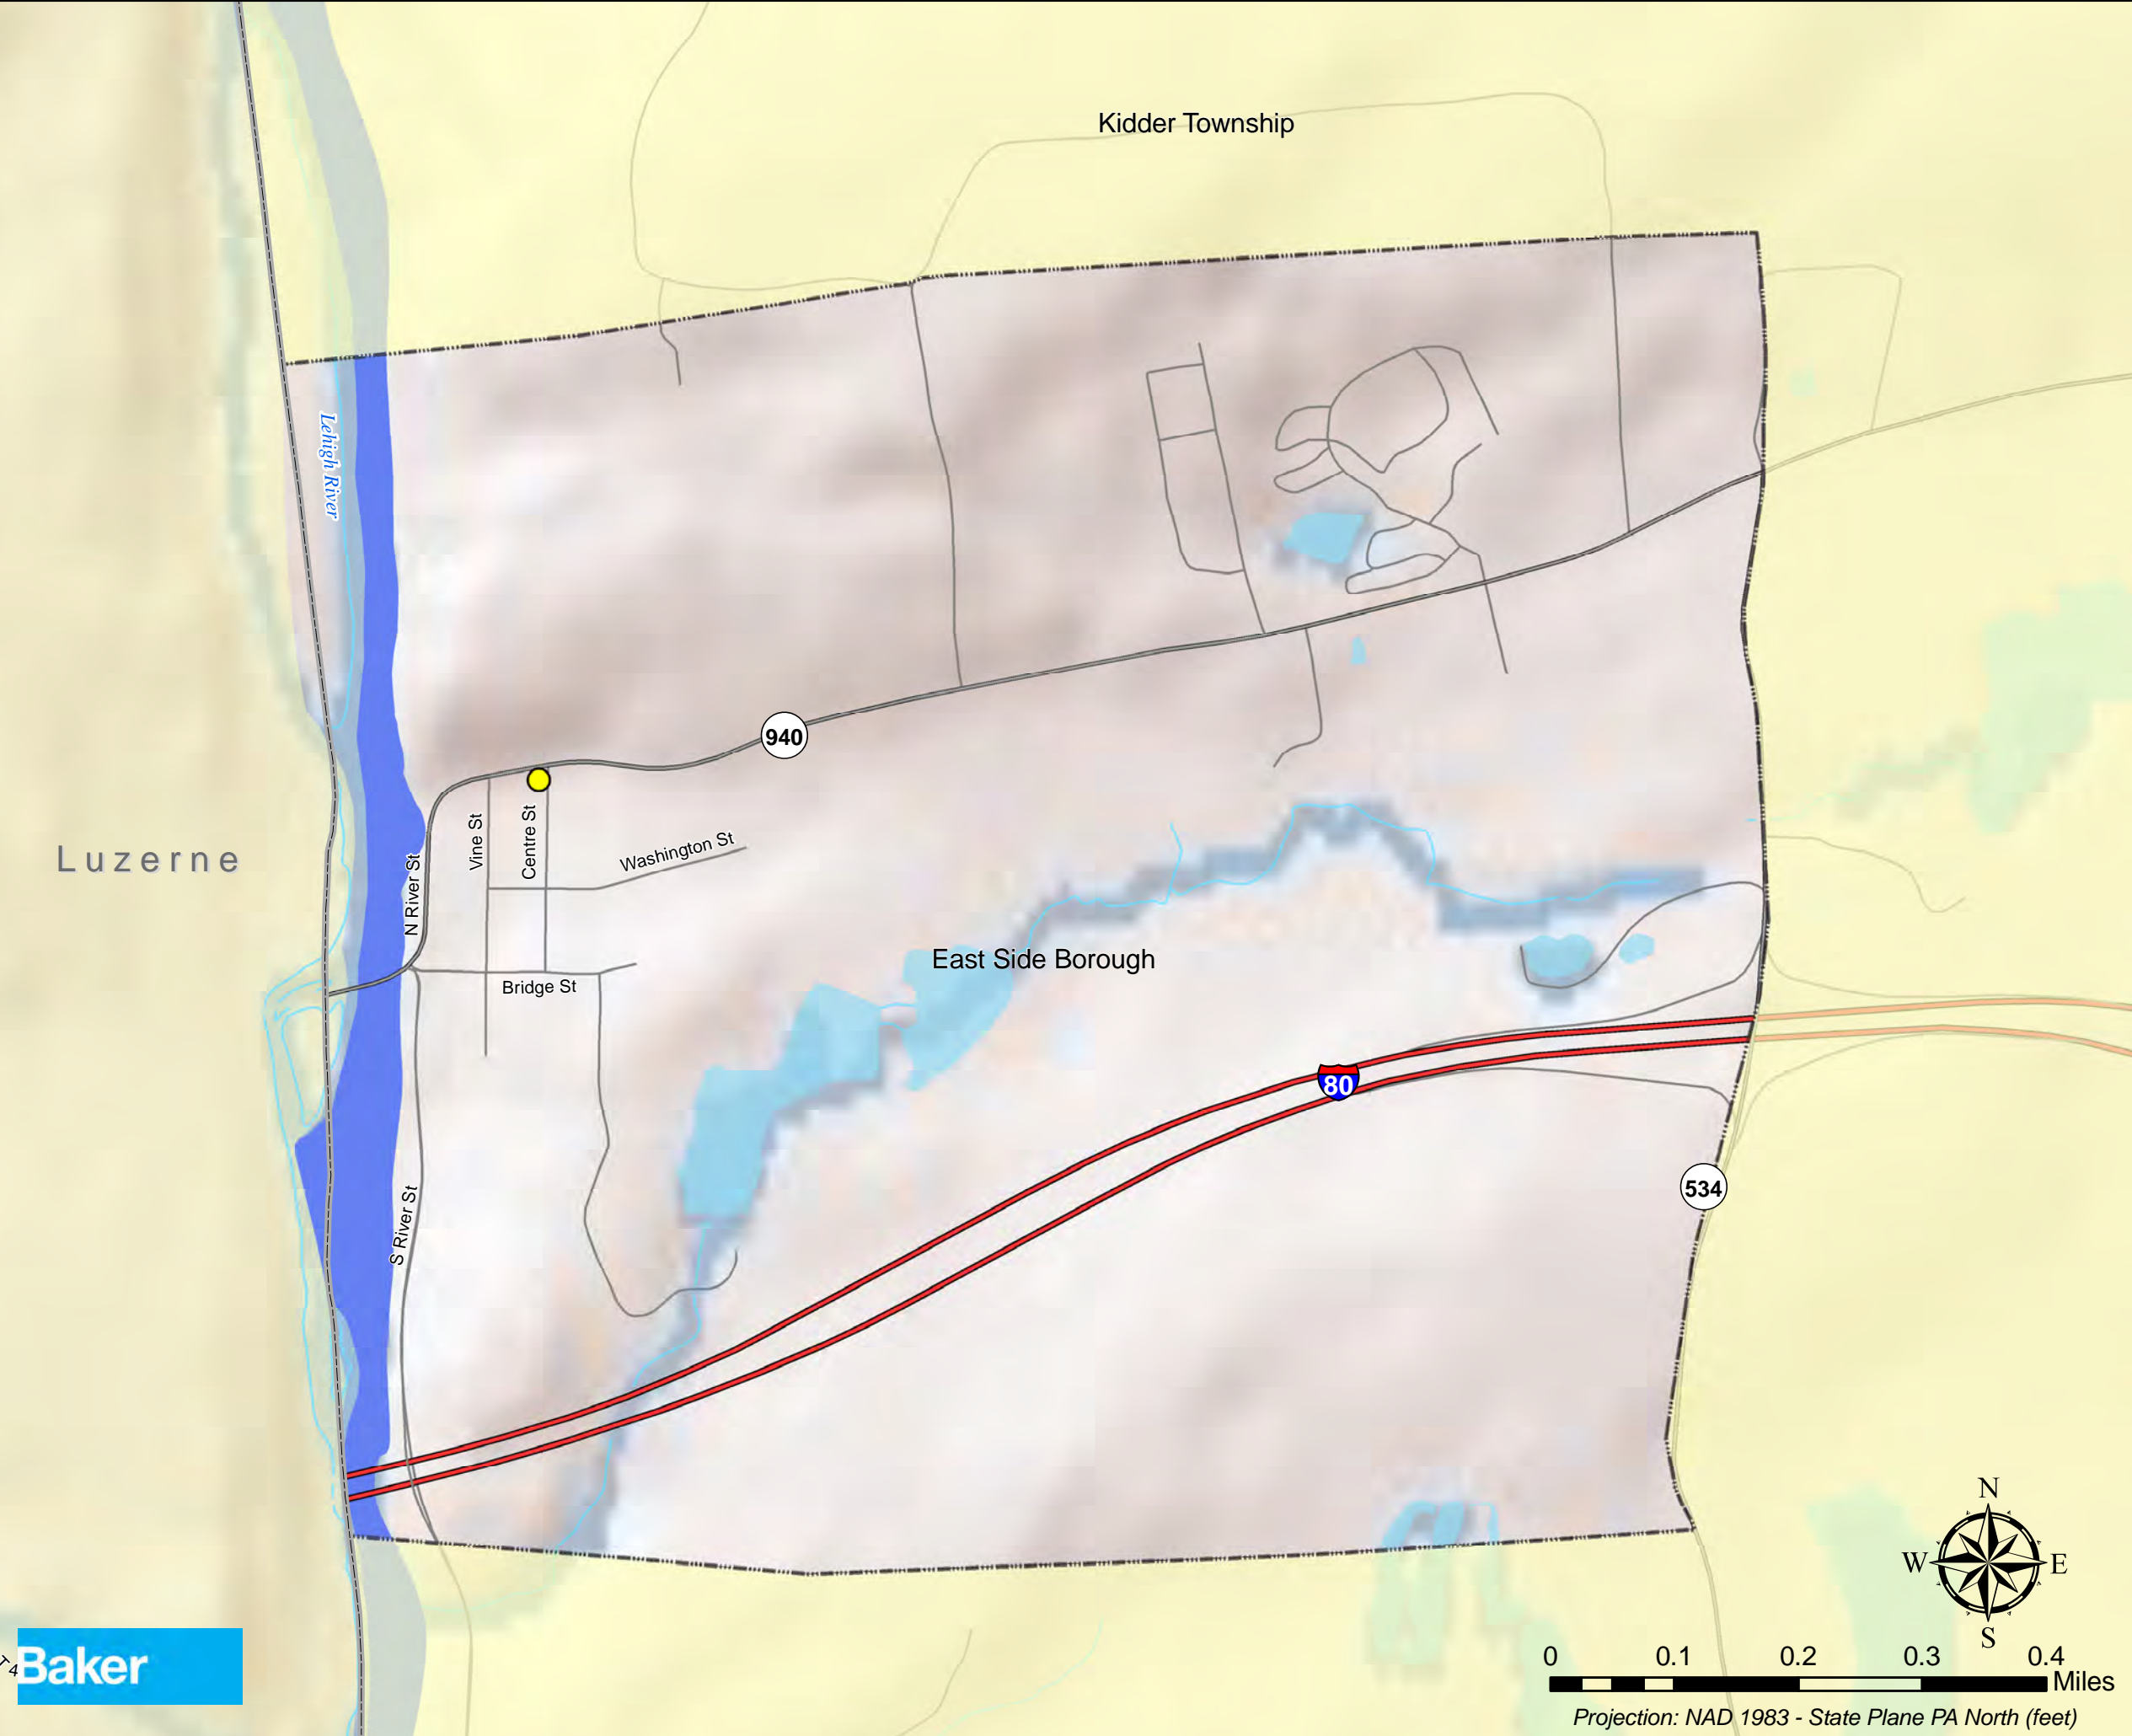 Kidder Township
Lehigh River
940
Luzerne
N River St
Vine St
Centre St
Washington St
East Side Borough
Bridge St
80
534
S River St
N
W
E
S
T 4
Baker
0 0.1 0.2 0.3 0.4
Miles
Projection: NAD 1983 - State Plane PA North (feet)